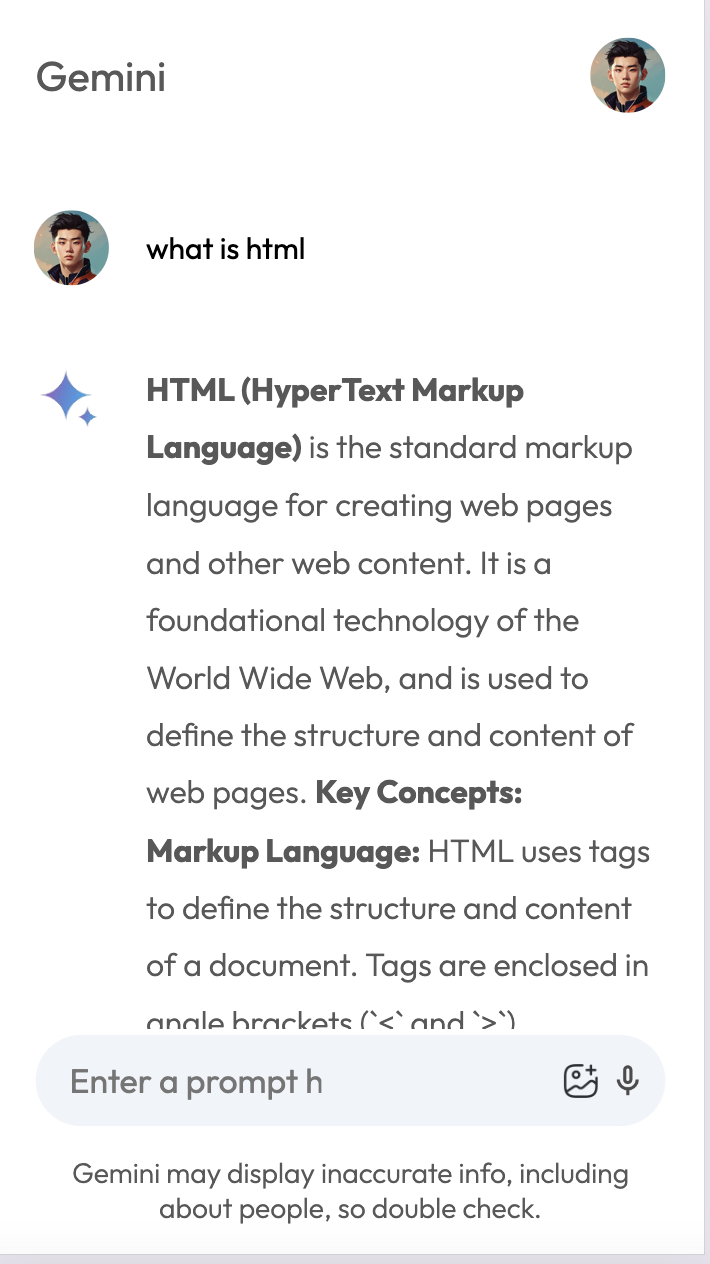 Gemini
what is html
HTML (HyperText Markup
Language) is the standard markup
language for creating web pages
and other web content. It is a
foundational technology of the
World Wide Web, and is used to
define the structure and content of
web pages. Key Concepts:
Markup Language: HTML uses tags
to define the structure and content
of a document. Tags are enclosed in
angle brackets (`<` and `>`)
Enter a prompt h
Gemini may display inaccurate info, including
about people, so double check.